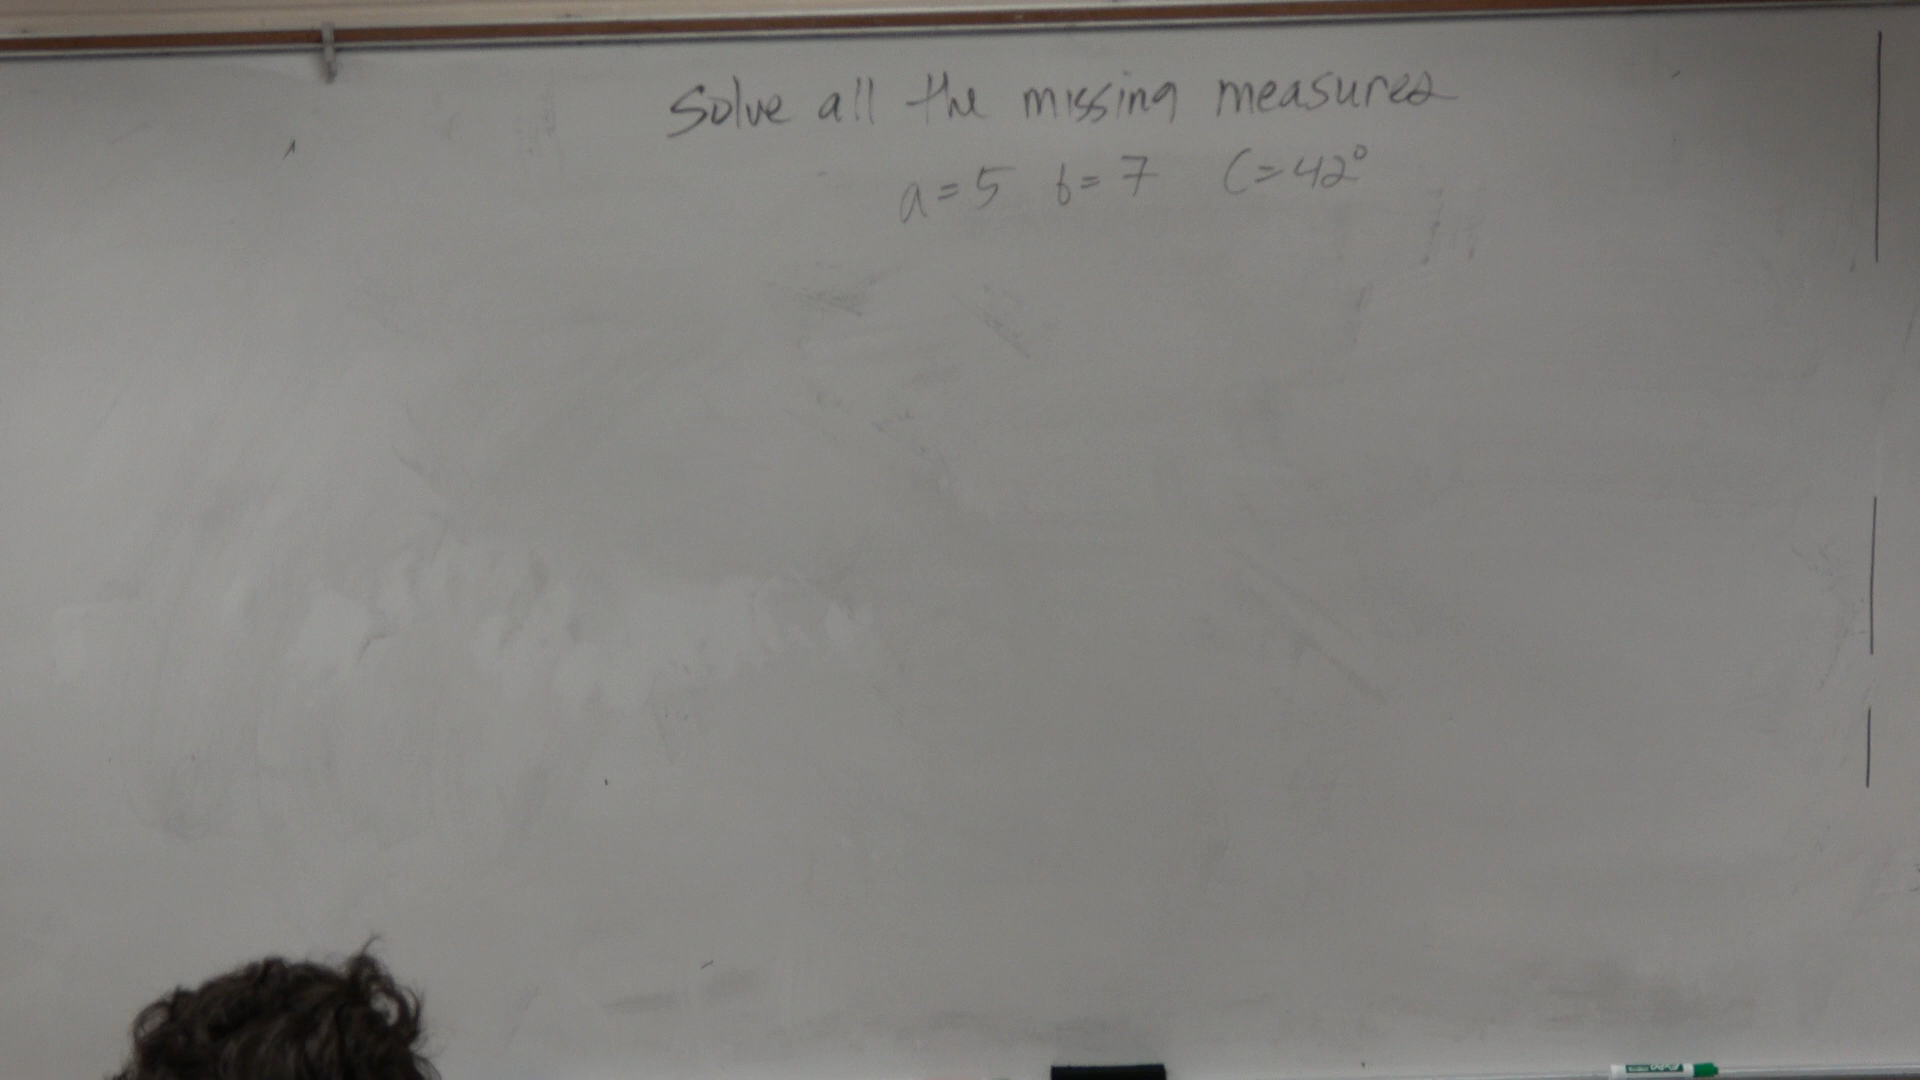 Solve all the missing measures
a=5 b=7 C=42°